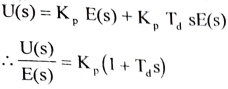 U(s) = K_p E(s) + K_p T_d sE(s)
∴ U(s)/E(s) = K_p(1 + T_d s)